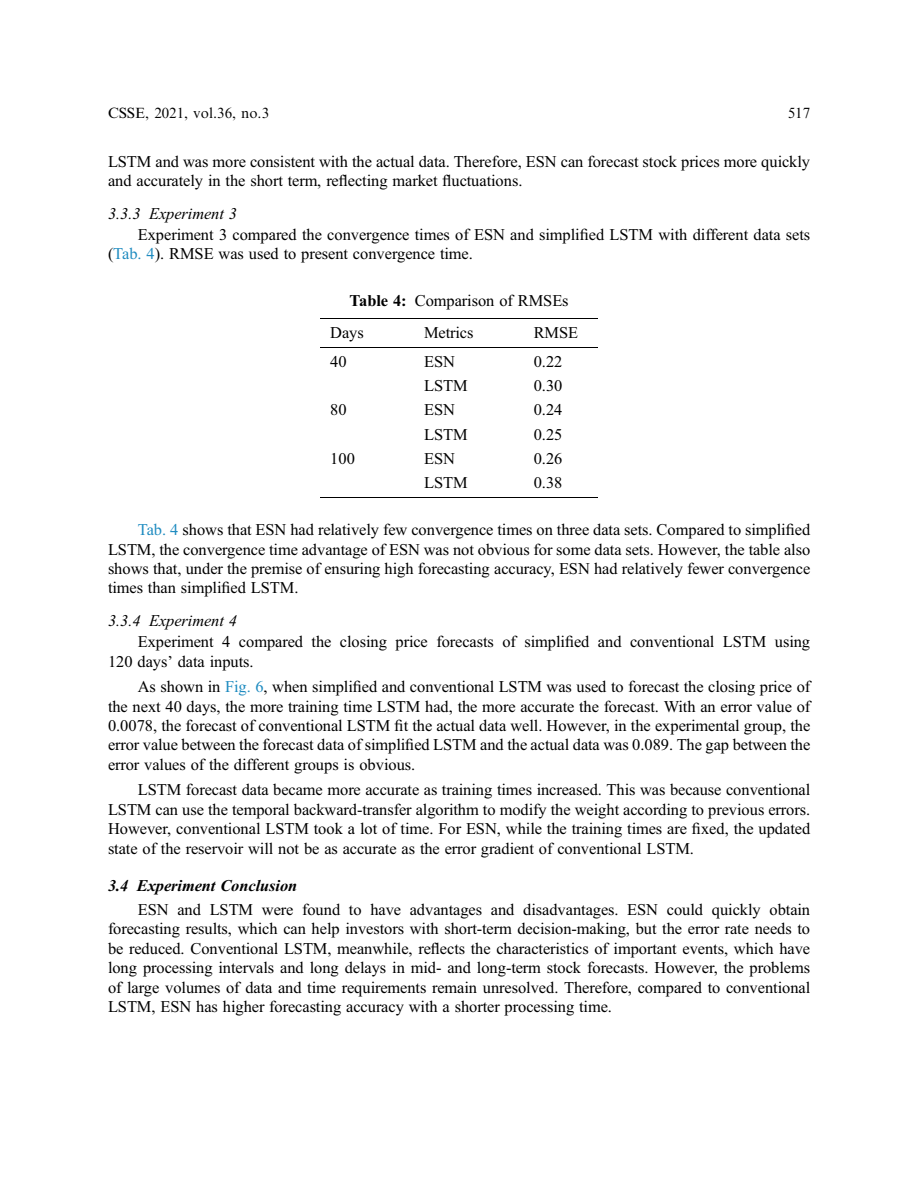 CSSE, 2021, vol.36, no.3 517
LSTM and was more consistent with the actual data. Therefore, ESN can forecast stock prices more quickly
and accurately in the short term, reflecting market fluctuations.
3.3.3 Experiment 3
Experiment 3 compared the convergence times of ESN and simplified LSTM with different data sets
(Tab. 4). RMSE was used to present convergence time.
Table 4: Comparison of RMSEs
Days Metrics RMSE
40 ESN 0.22
LSTM 0.30
80 ESN 0.24
LSTM 0.25
100 ESN 0.26
LSTM 0.38
Tab. 4 shows that ESN had relatively few convergence times on three data sets. Compared to simplified
LSTM, the convergence time advantage of ESN was not obvious for some data sets. However, the table also
shows that, under the premise of ensuring high forecasting accuracy, ESN had relatively fewer convergence
times than simplified LSTM.
3.3.4 Experiment 4
Experiment 4 compared the closing price forecasts of simplified and conventional LSTM using
120 days’ data inputs.
As shown in Fig. 6, when simplified and conventional LSTM was used to forecast the closing price of
the next 40 days, the more training time LSTM had, the more accurate the forecast. With an error value of
0.0078, the forecast of conventional LSTM fit the actual data well. However, in the experimental group, the
error value between the forecast data of simplified LSTM and the actual data was 0.089. The gap between the
error values of the different groups is obvious.
LSTM forecast data became more accurate as training times increased. This was because conventional
LSTM can use the temporal backward-transfer algorithm to modify the weight according to previous errors.
However, conventional LSTM took a lot of time. For ESN, while the training times are fixed, the updated
state of the reservoir will not be as accurate as the error gradient of conventional LSTM.
3.4 Experiment Conclusion
ESN and LSTM were found to have advantages and disadvantages. ESN could quickly obtain
forecasting results, which can help investors with short-term decision-making, but the error rate needs to
be reduced. Conventional LSTM, meanwhile, reflects the characteristics of important events, which have
long processing intervals and long delays in mid- and long-term stock forecasts. However, the problems
of large volumes of data and time requirements remain unresolved. Therefore, compared to conventional
LSTM, ESN has higher forecasting accuracy with a shorter processing time.